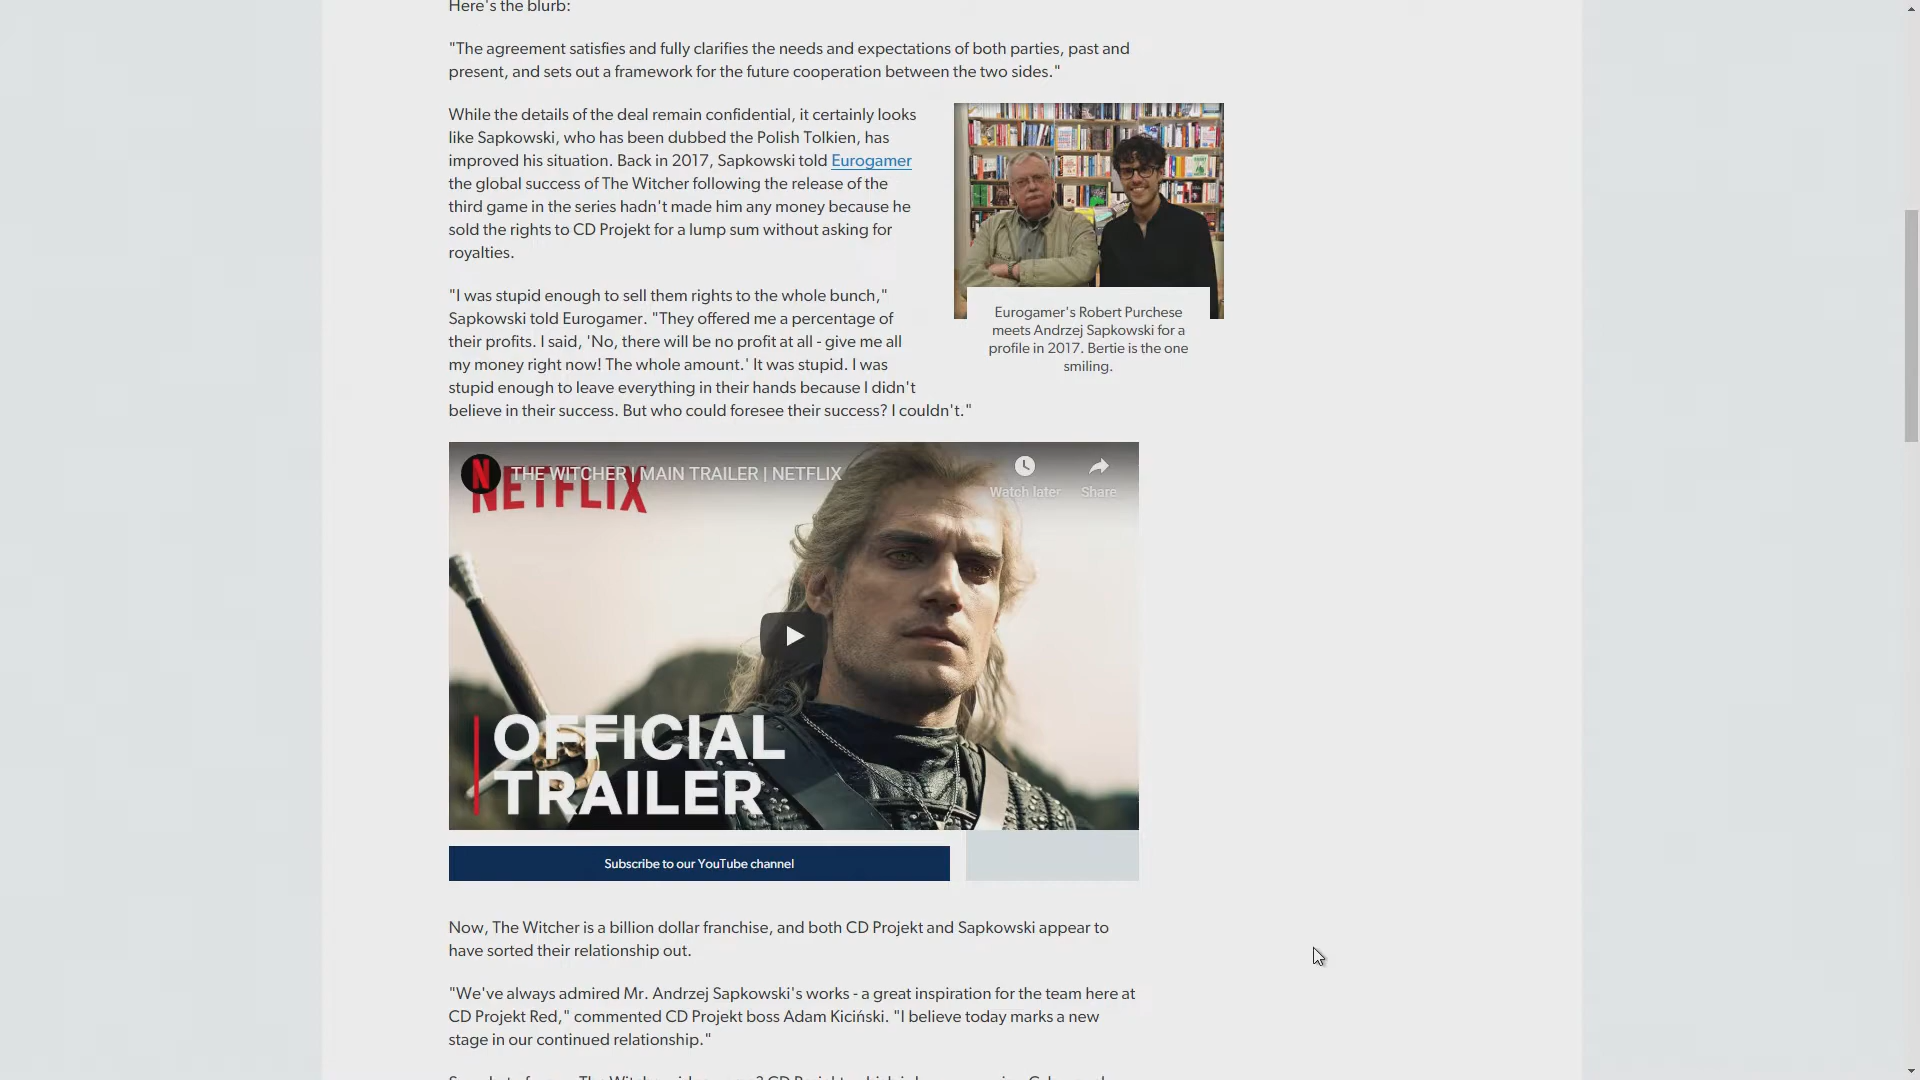 Here's the blurb:
"The agreement satisfies and fully clarifies the needs and expectations of both parties, past and
present, and sets out a framework for the future cooperation between the two sides."
While the details of the deal remain confidential, it certainly looks
like Sapkowski, who has been dubbed the Polish Tolkien, has
improved his situation. Back in 2017, Sapkowski told Eurogamer
the global success of The Witcher following the release of the
third game in the series hadn't made him any money because he
sold the rights to CD Projekt for a lump sum without asking for
royalties.
Eurogamer's Robert Purchese
meets Andrzej Sapkowski for a
profile in 2017. Bertie is the one
smiling.
"I was stupid enough to sell them rights to the whole bunch,"
Sapkowski told Eurogamer. "They offered me a percentage of
their profits. I said, 'No, there will be no profit at all - give me all
my money right now! The whole amount.' It was stupid. I was
stupid enough to leave everything in their hands because I didn't
believe in their success. But who could foresee their success? I couldn't."
N
THE WITCHER | MAIN TRAILER | NETFLIX
NETFLIX
Watch later
Share
OFFICIAL
TRAILER
Subscribe to our YouTube channel
Now, The Witcher is a billion dollar franchise, and both CD Projekt and Sapkowski appear to
have sorted their relationship out.
"We've always admired Mr. Andrzej Sapkowski's works - a great inspiration for the team here at
CD Projekt Red," commented CD Projekt boss Adam Kiciński. "I believe today marks a new
stage in our continued relationship."